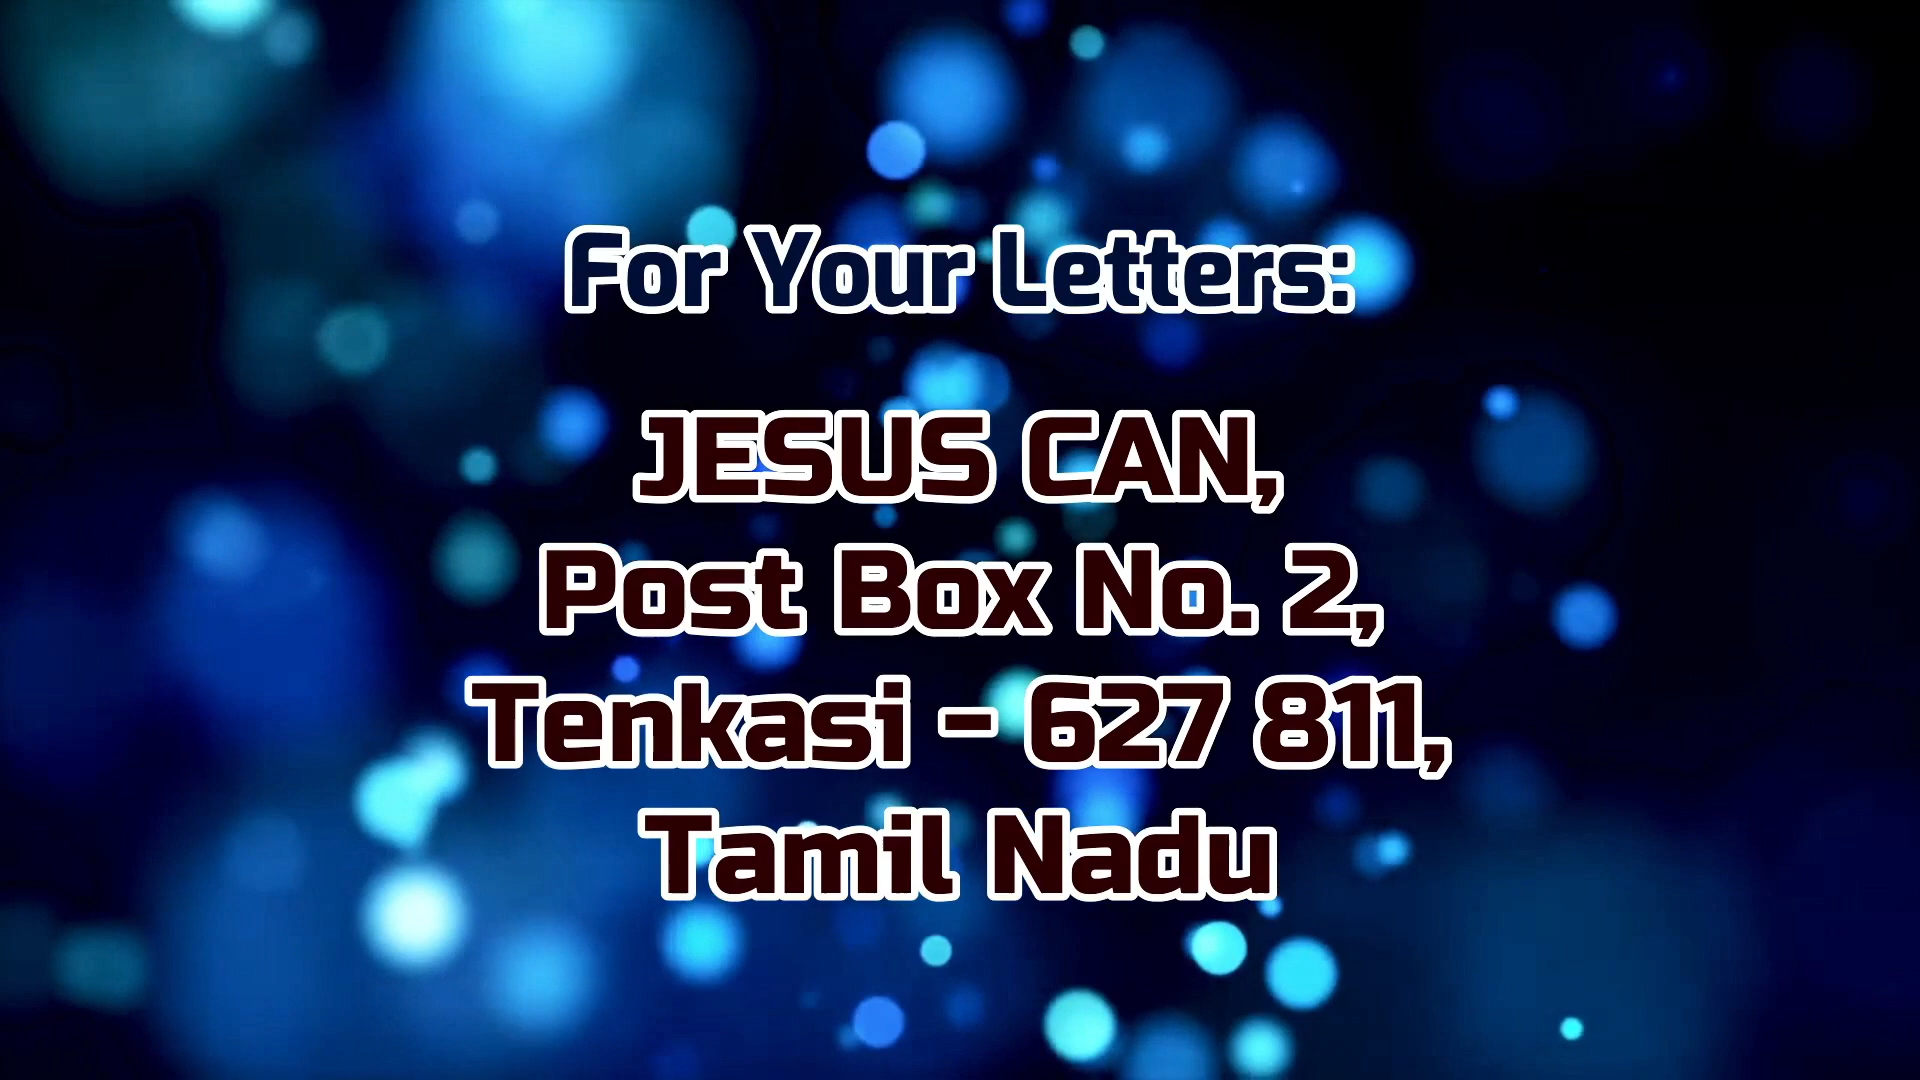 For Your Letters:
JESUS CAN,
Post Box No. 2,
Tenkasi - 627 811,
Tamil Nadu